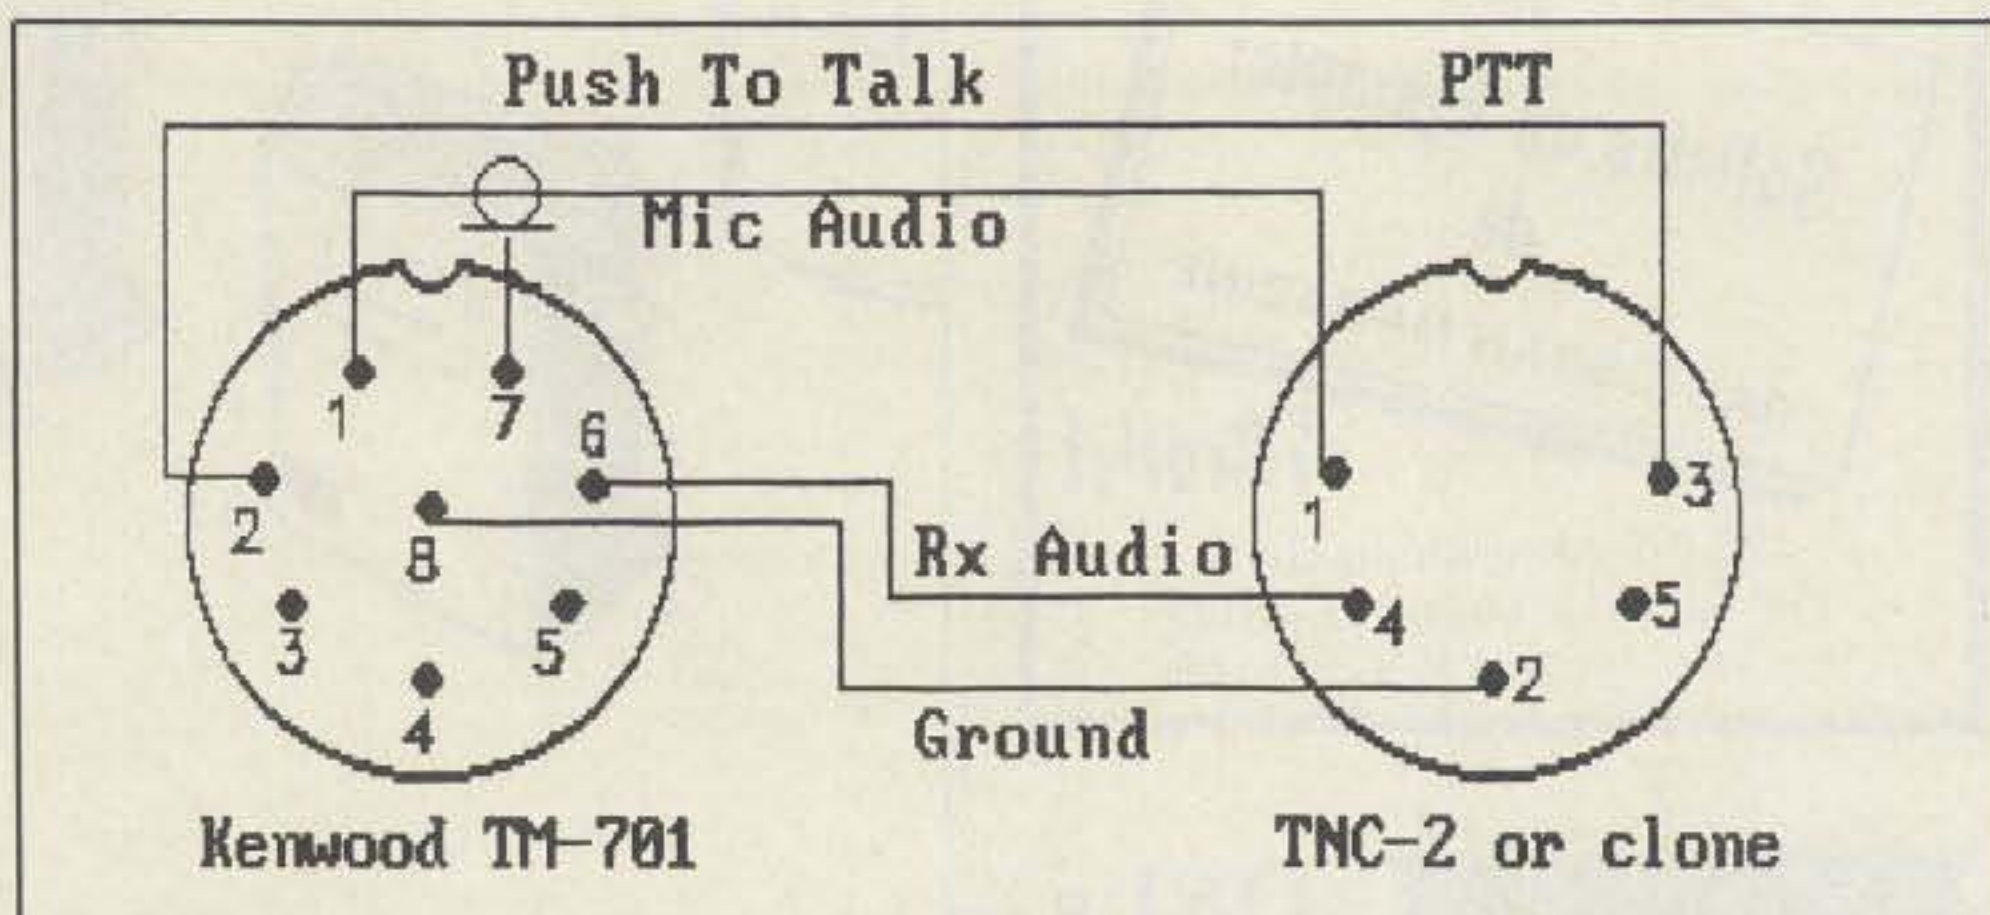 Push To Talk
PTT
Mic Audio
1
7
6
2
8
3
5
4
Rx Audio
Ground
1
3
4
5
2
Kenwood TM-701
TNC-2 or clone